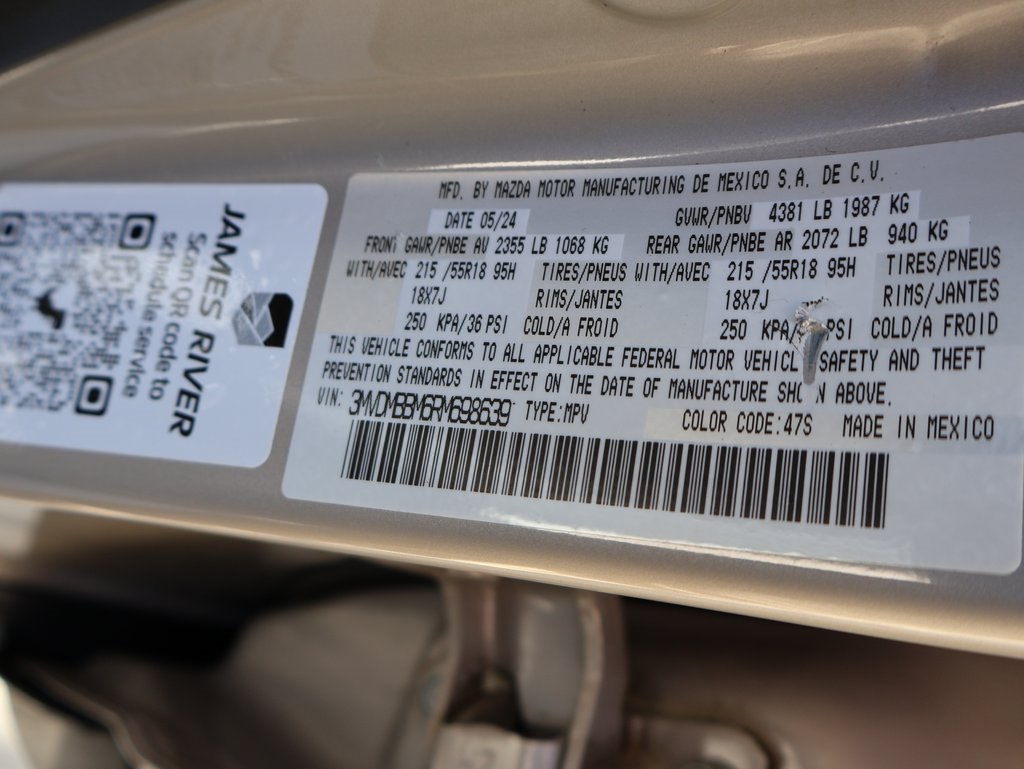 JAMES RIVER
Scan QR code to
schedule service
MFD. BY MAZDA MOTOR MANUFACTURING DE MEXICO S.A. DE C.V.
DATE 05/24 GVWR/PNBV 4381 LB 1987 KG
FRONT GAWR/PNBE AV 2355 LB 1068 KG REAR GAWR/PNBE AR 2072 LB 940 KG
WITH/AVEC 215 /55R18 95H TIRES/PNEUS WITH/AVEC 215 /55R18 95H TIRES/PNEUS
18X7J RIMS/JANTES 18X7J RIMS/JANTES
250 KPA/36 PSI COLD/A FROID 250 KPA/ PSI COLD/A FROID
THIS VEHICLE CONFORMS TO ALL APPLICABLE FEDERAL MOTOR VEHICL SAFETY AND THEFT
PREVENTION STANDARDS IN EFFECT ON THE DATE OF MANUFACTURE SHO N ABOVE.
VIN: 3MVDMBBM6RM698639 TYPE:MPV COLOR CODE:47S MADE IN MEXICO